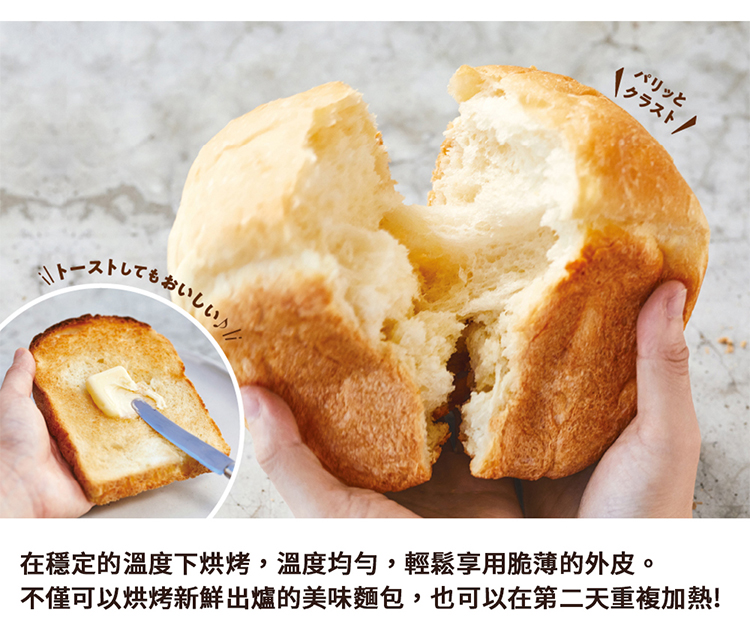 パリッと
クラスト
トーストしてもおいしい♪
在穩定的溫度下烘烤，溫度均勻，輕鬆享用脆薄的外皮。
不僅可以烘烤新鮮出爐的美味麵包，也可以在第二天重複加熱!